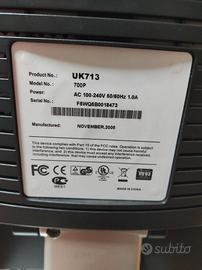 Product No.: UK713
Model No.: 700P
Power: AC 100-240V 50/60Hz 1.0A
Serial No.:
F5WQ5B0018473
Manufactured: NOVEMBER,2005
This device complies with Part 15 of the FCC rules. Operation
is subject to the following two conditions: (1) this device may
not cause harmful interference, and (2) this device must accept
any interference received, including interference that may
cause undesired operation.
MADE IN CHINA
subito